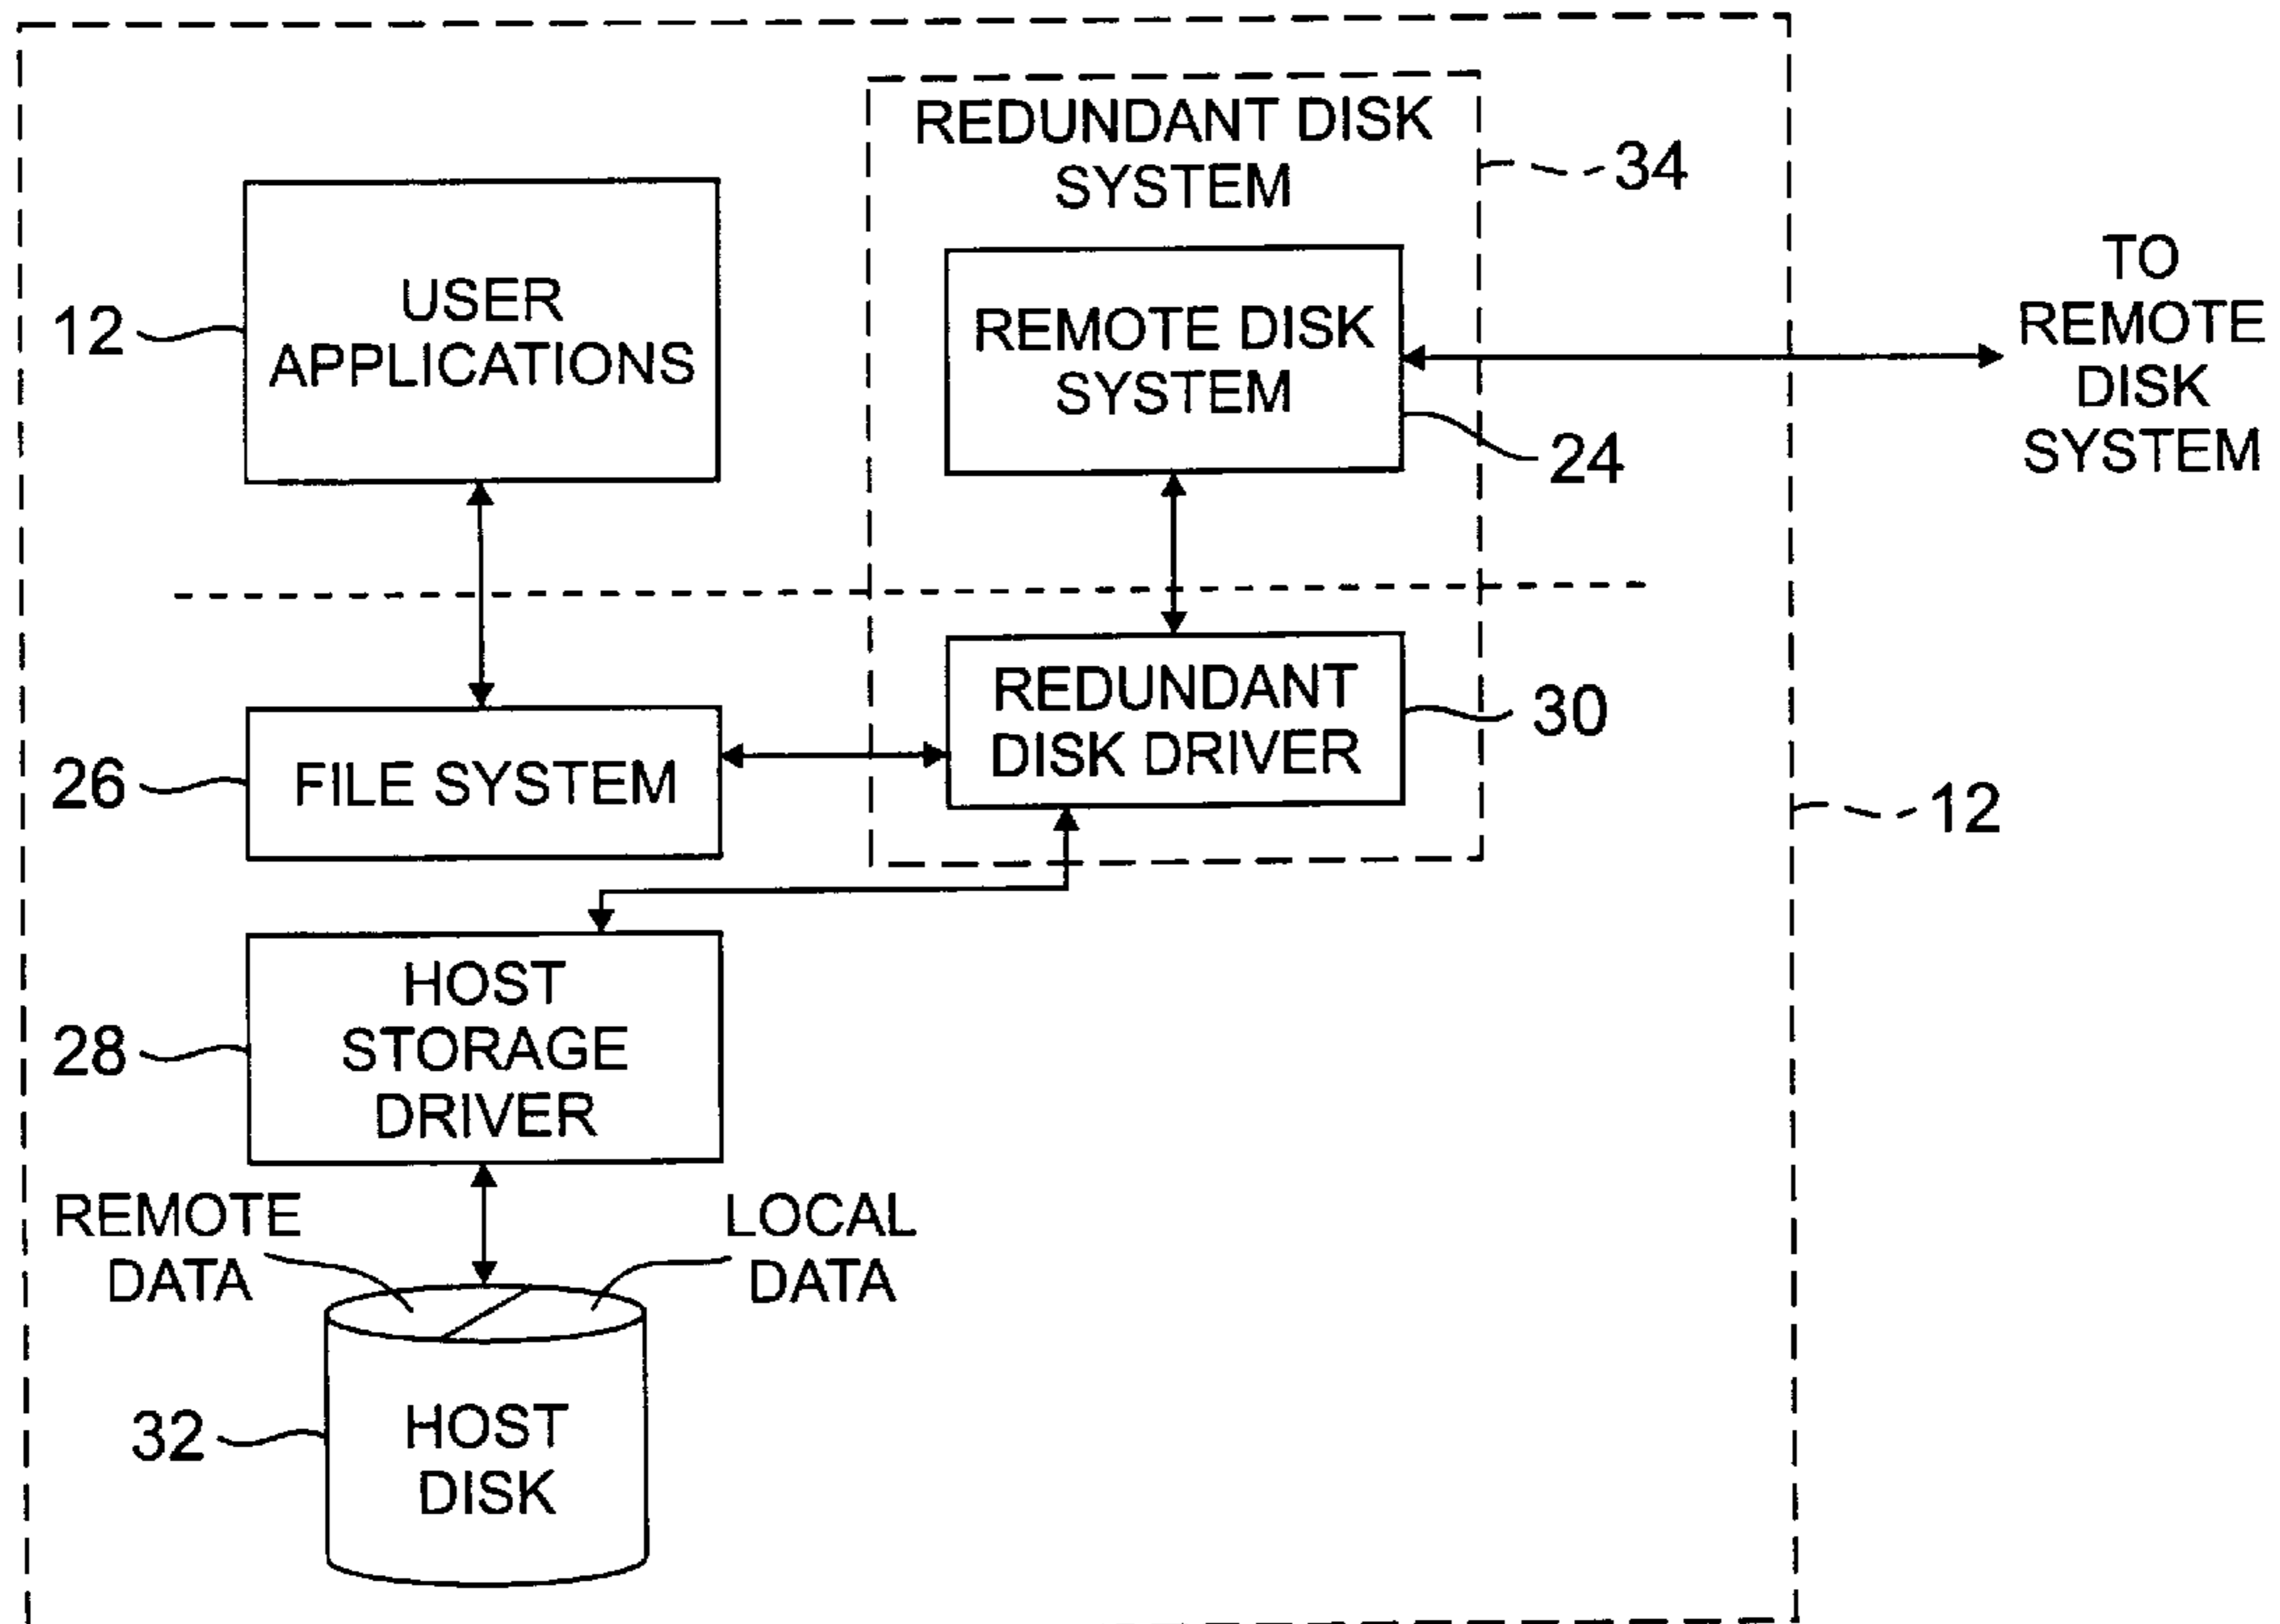 REDUNDANT DISK
SYSTEM
34
USER
APPLICATIONS
12
REMOTE DISK
SYSTEM
24
TO
REMOTE
DISK
SYSTEM
REDUNDANT
DISK DRIVER
30
FILE SYSTEM
26
12
HOST
STORAGE
DRIVER
28
REMOTE
DATA
LOCAL
DATA
HOST
DISK
32